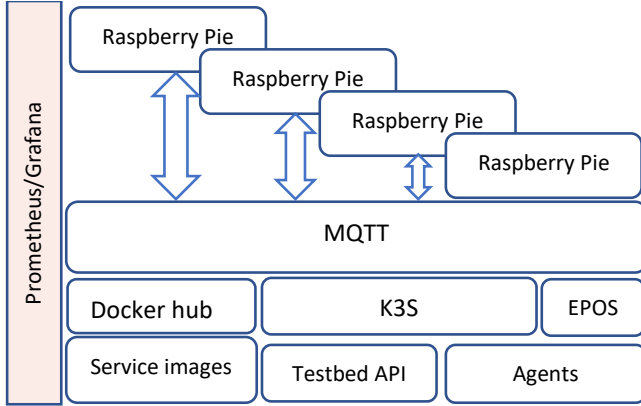 Prometheus/Grafana
Raspberry Pie
Raspberry Pie
Raspberry Pie
Raspberry Pie
MQTT
Docker hub
K3S
EPOS
Service images
Testbed API
Agents